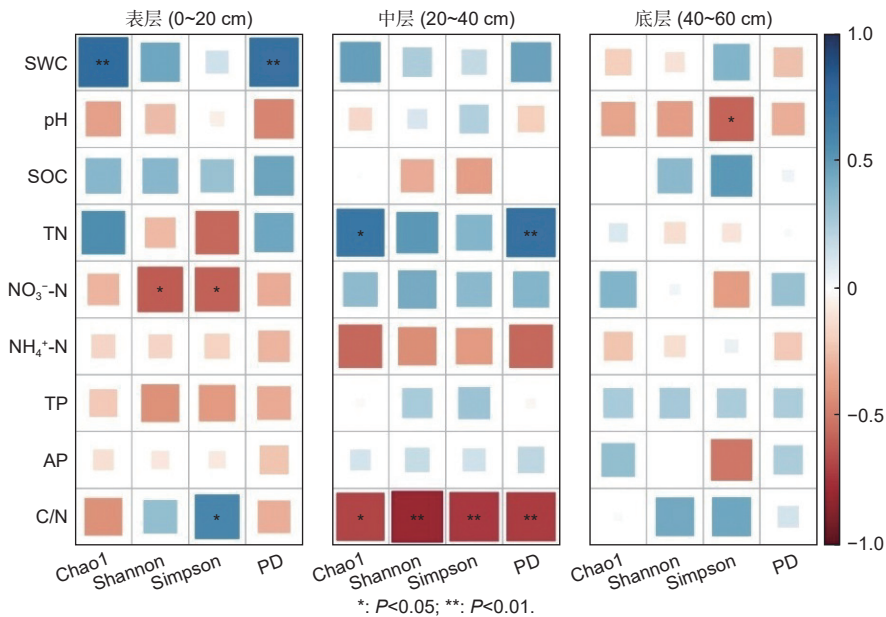 表层 (0~20 cm) 中层 (20~40 cm) 底层 (40~60 cm)
1.0
SWC ** **
pH *
SOC
0.5
TN * **
NO₃⁻-N * *
0
NH₄⁺-N
TP
−0.5
AP
C/N * * ** ** **
−1.0
Chao1 Shannon Simpson PD Chao1 Shannon Simpson PD Chao1 Shannon Simpson PD
*: P<0.05; **: P<0.01.